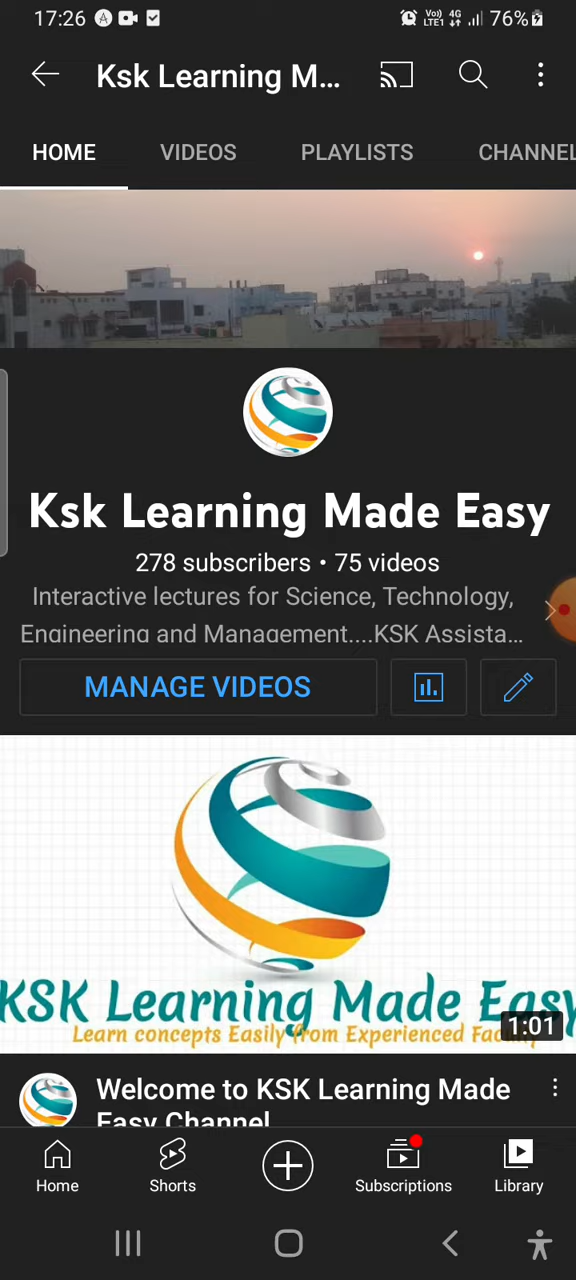 17:26 76%
Ksk Learning M...
HOME VIDEOS PLAYLISTS CHANNEL
Ksk Learning Made Easy
278 subscribers • 75 videos
Interactive lectures for Science, Technology,
Engineering and Management....KSK Assista...
MANAGE VIDEOS
KSK Learning Made Easy
Learn concepts Easily from Experienced Faculty
1:01
Welcome to KSK Learning Made
Easy Channel
Home Shorts Subscriptions Library